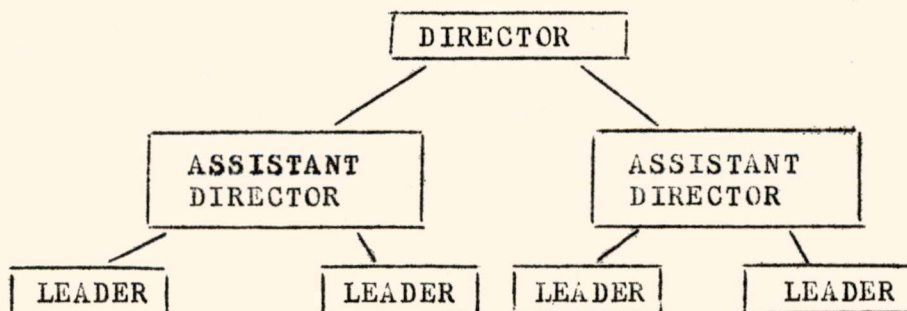 DIRECTOR
ASSISTANT
DIRECTOR
ASSISTANT
DIRECTOR
LEADER
LEADER
LEADER
LEADER